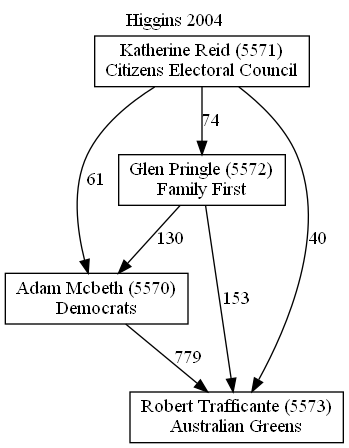 Higgins 2004
Katherine Reid (5571)
Citizens Electoral Council
74
Glen Pringle (5572)
Family First
61
130
40
Adam Mcbeth (5570)
Democrats
153
779
Robert Trafficante (5573)
Australian Greens